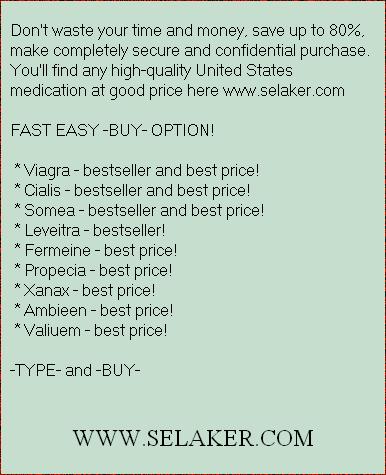 Don't waste your time and money, save up to 80%,
make completely secure and confidential purchase.
You'll find any high-quality United States
medication at good price here www.selaker.com
FAST EASY -BUY- OPTION!
* Viagra - bestseller and best price!
* Cialis - bestseller and best price!
* Somea - bestseller and best price!
* Leveitra - bestseller!
* Fermeine - best price!
* Propecia - best price!
* Xanax - best price!
* Ambieen - best price!
* Valiuem - best price!
-TYPE- and -BUY-
WWW.SELAKER.COM